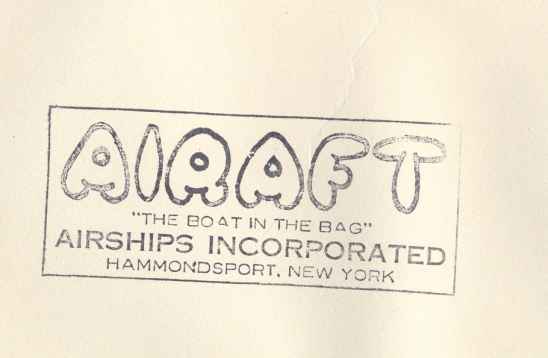 AIRAFT
"THE BOAT IN THE BAG"
AIRSHIPS INCORPORATED
HAMMONDSPORT, NEW YORK